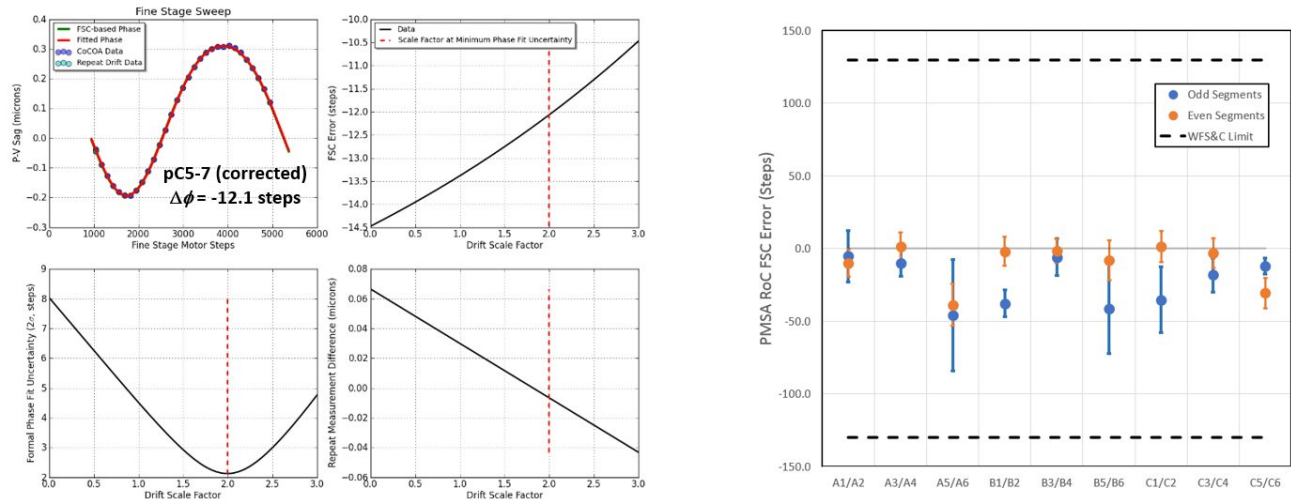 Fine Stage Sweep
0.4
0.3
0.2
0.1
0.0
−0.1
−0.2
−0.3
P-V Sag (microns)
FSC-based Phase
Fitted Phase
CoCOA Data
Repeat Drift Data
pC5-7 (corrected)
Δϕ = -12.1 steps
0 1000 2000 3000 4000 5000 6000
Fine Stage Motor Steps
−10.0
−10.5
−11.0
−11.5
−12.0
−12.5
−13.0
−13.5
−14.0
−14.5
FSC Error (steps)
Data
Scale Factor at Minimum Phase Fit Uncertainty
0.0 0.5 1.0 1.5 2.0 2.5 3.0
Drift Scale Factor
9
8
7
6
5
4
3
2
Formal Phase Fit Uncertainty (2σ, steps)
0.0 0.5 1.0 1.5 2.0 2.5 3.0
Drift Scale Factor
0.08
0.06
0.04
0.02
0.00
−0.02
−0.04
−0.06
Repeat Measurement Difference (microns)
0.0 0.5 1.0 1.5 2.0 2.5 3.0
Drift Scale Factor
150.0
100.0
50.0
0.0
-50.0
-100.0
-150.0
PMSA RoC FSC Error (Steps)
Odd Segments
Even Segments
WFS&C Limit
A1/A2 A3/A4 A5/A6 B1/B2 B3/B4 B5/B6 C1/C2 C3/C4 C5/C6